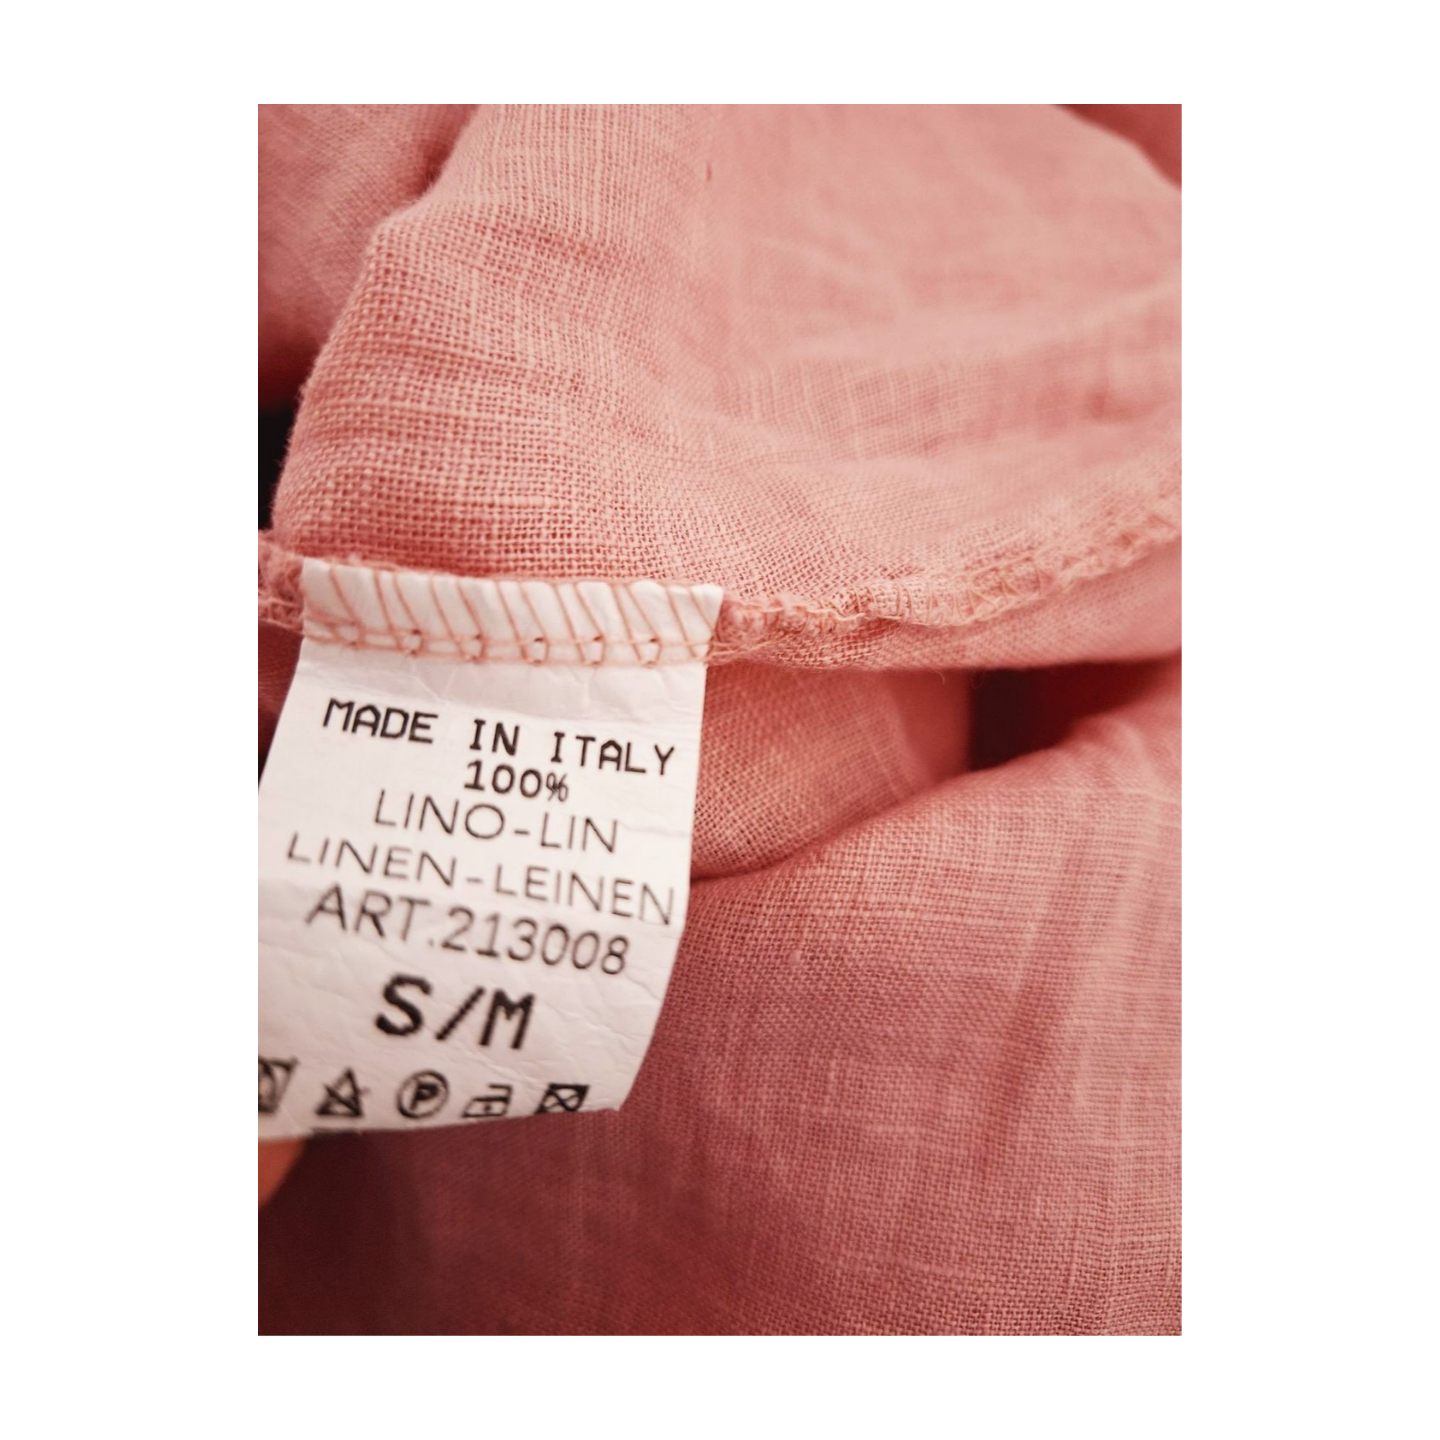 MADE IN ITALY
100%
LINO-LIN
LINEN-LEINEN
ART.213008
S/M
P